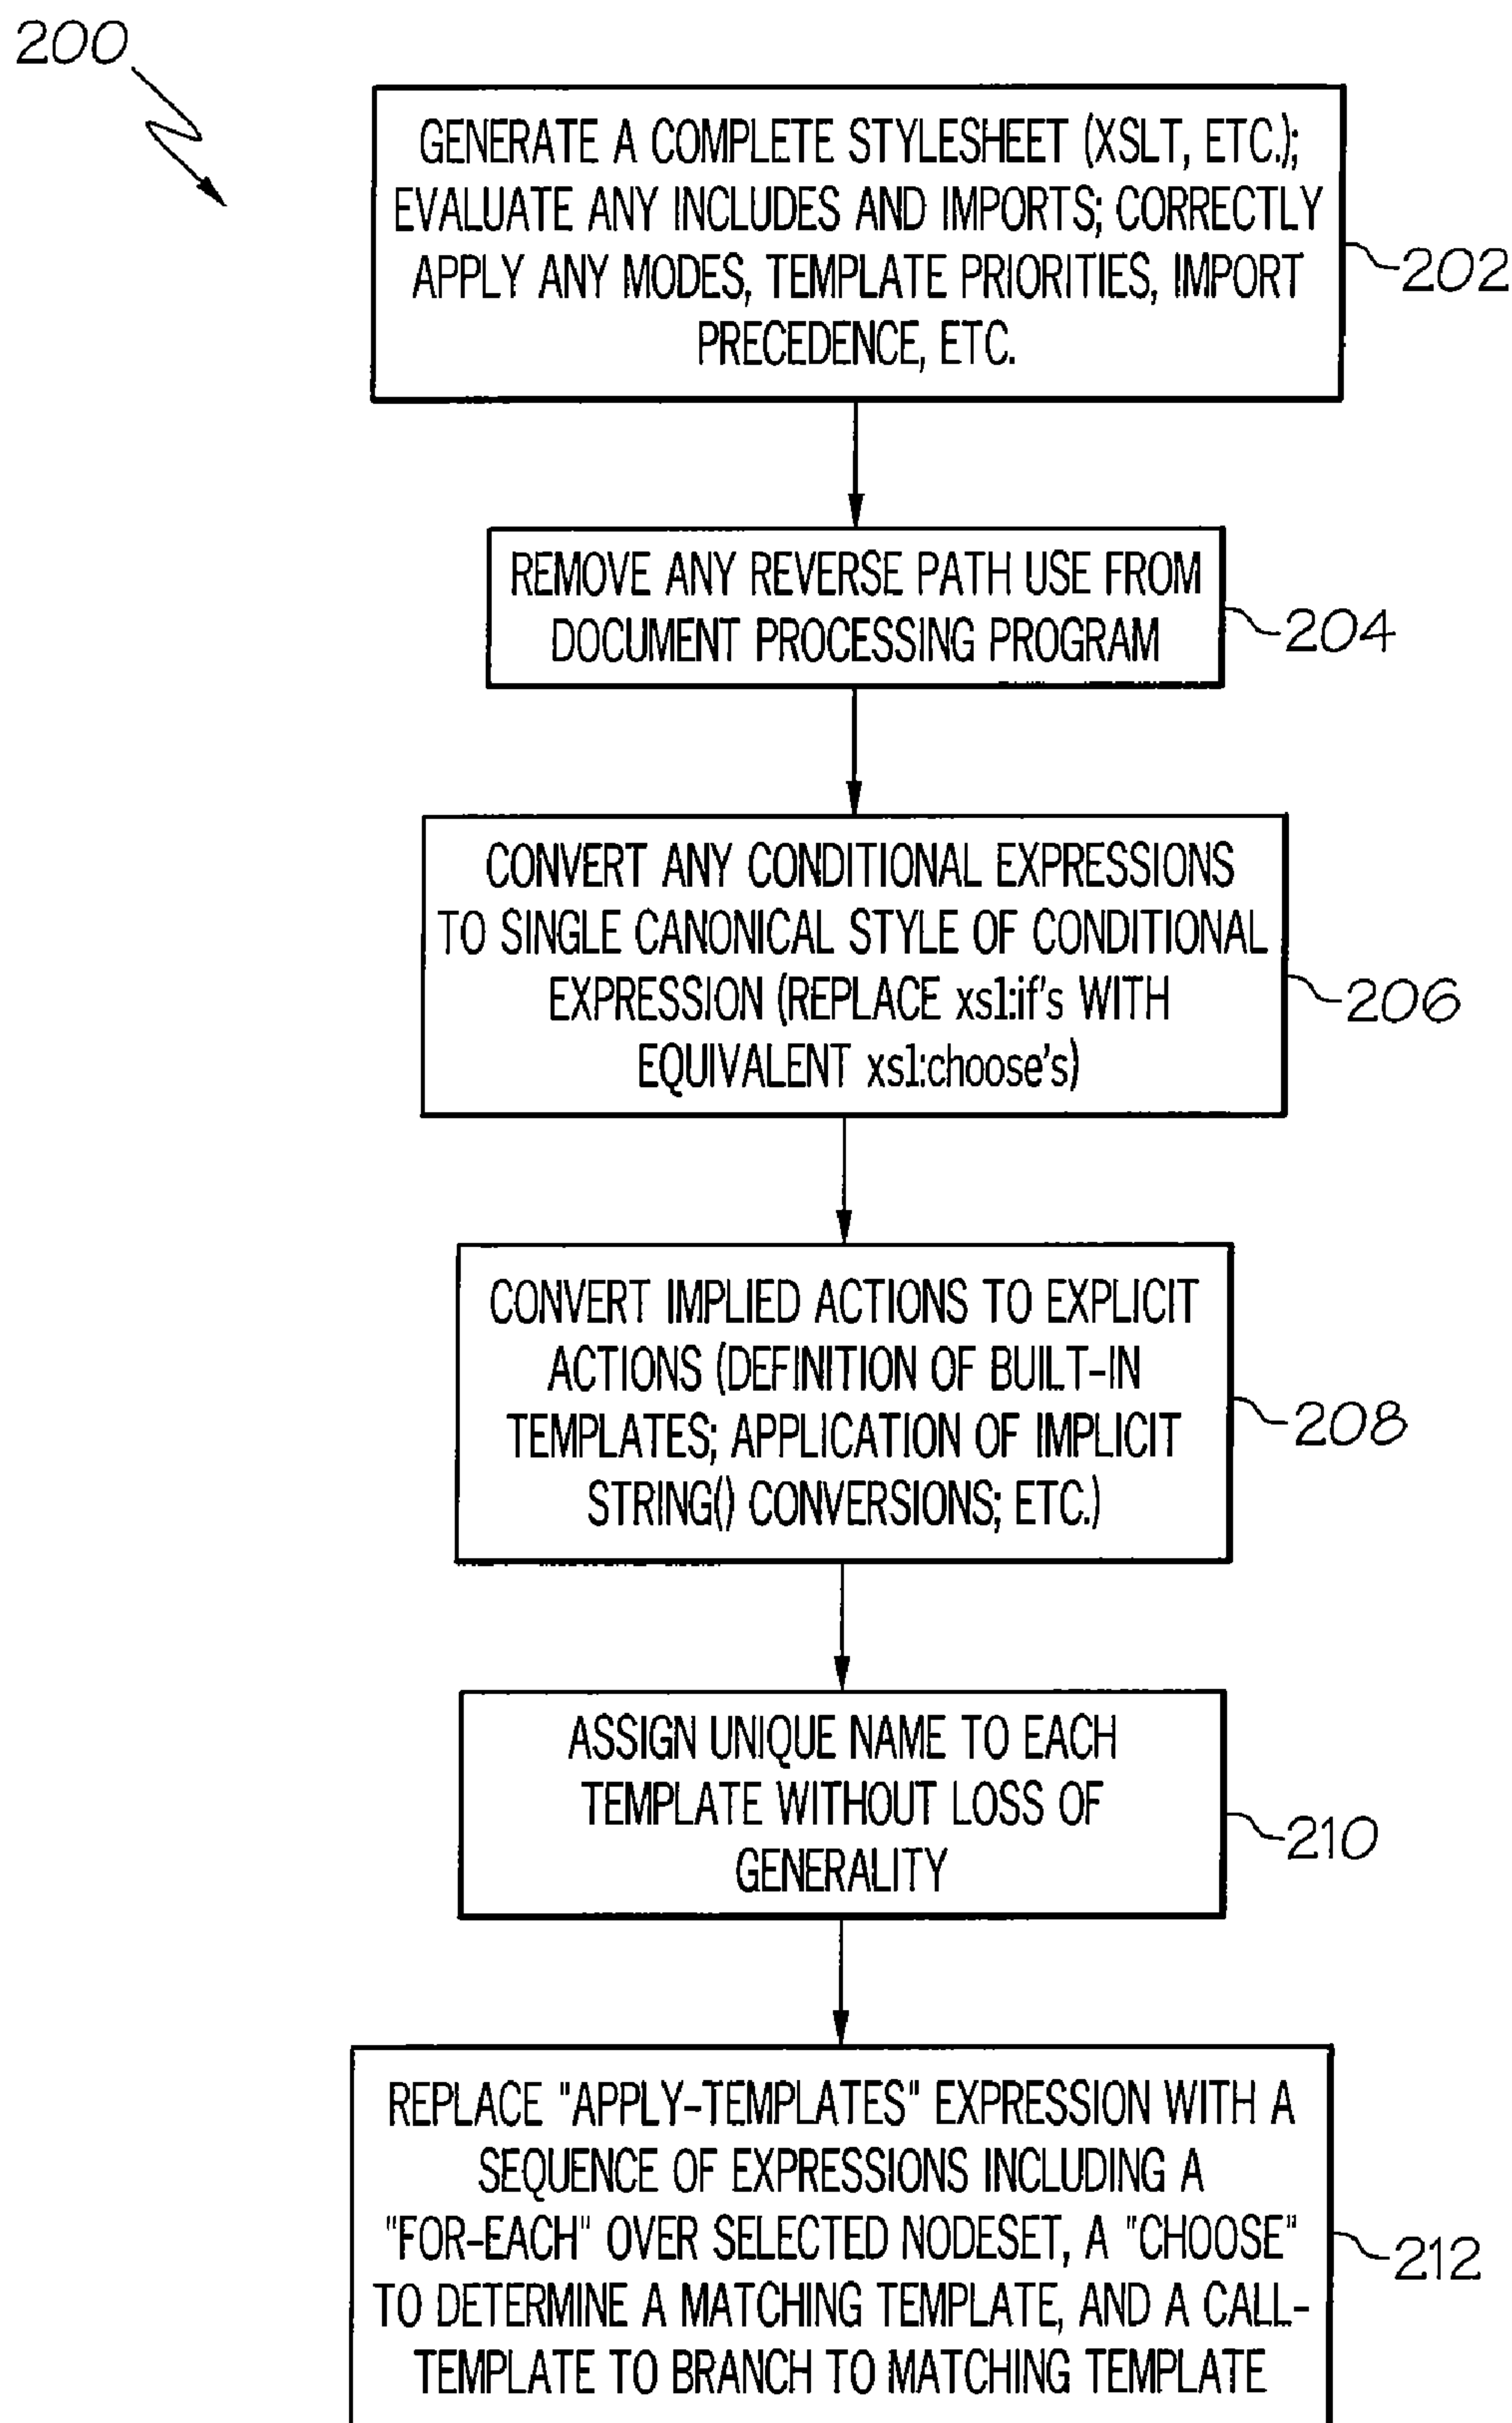 200
GENERATE A COMPLETE STYLESHEET (XSLT, ETC.);
EVALUATE ANY INCLUDES AND IMPORTS; CORRECTLY
APPLY ANY MODES, TEMPLATE PRIORITIES, IMPORT
PRECEDENCE, ETC.
202
REMOVE ANY REVERSE PATH USE FROM
DOCUMENT PROCESSING PROGRAM
204
CONVERT ANY CONDITIONAL EXPRESSIONS
TO SINGLE CANONICAL STYLE OF CONDITIONAL
EXPRESSION (REPLACE xs1:if's WITH
EQUIVALENT xs1:choose's)
206
CONVERT IMPLIED ACTIONS TO EXPLICIT
ACTIONS (DEFINITION OF BUILT-IN
TEMPLATES; APPLICATION OF IMPLICIT
STRING() CONVERSIONS; ETC.)
208
ASSIGN UNIQUE NAME TO EACH
TEMPLATE WITHOUT LOSS OF
GENERALITY
210
REPLACE "APPLY-TEMPLATES" EXPRESSION WITH A
SEQUENCE OF EXPRESSIONS INCLUDING A
"FOR-EACH" OVER SELECTED NODESET, A "CHOOSE"
TO DETERMINE A MATCHING TEMPLATE, AND A CALL-
TEMPLATE TO BRANCH TO MATCHING TEMPLATE
212